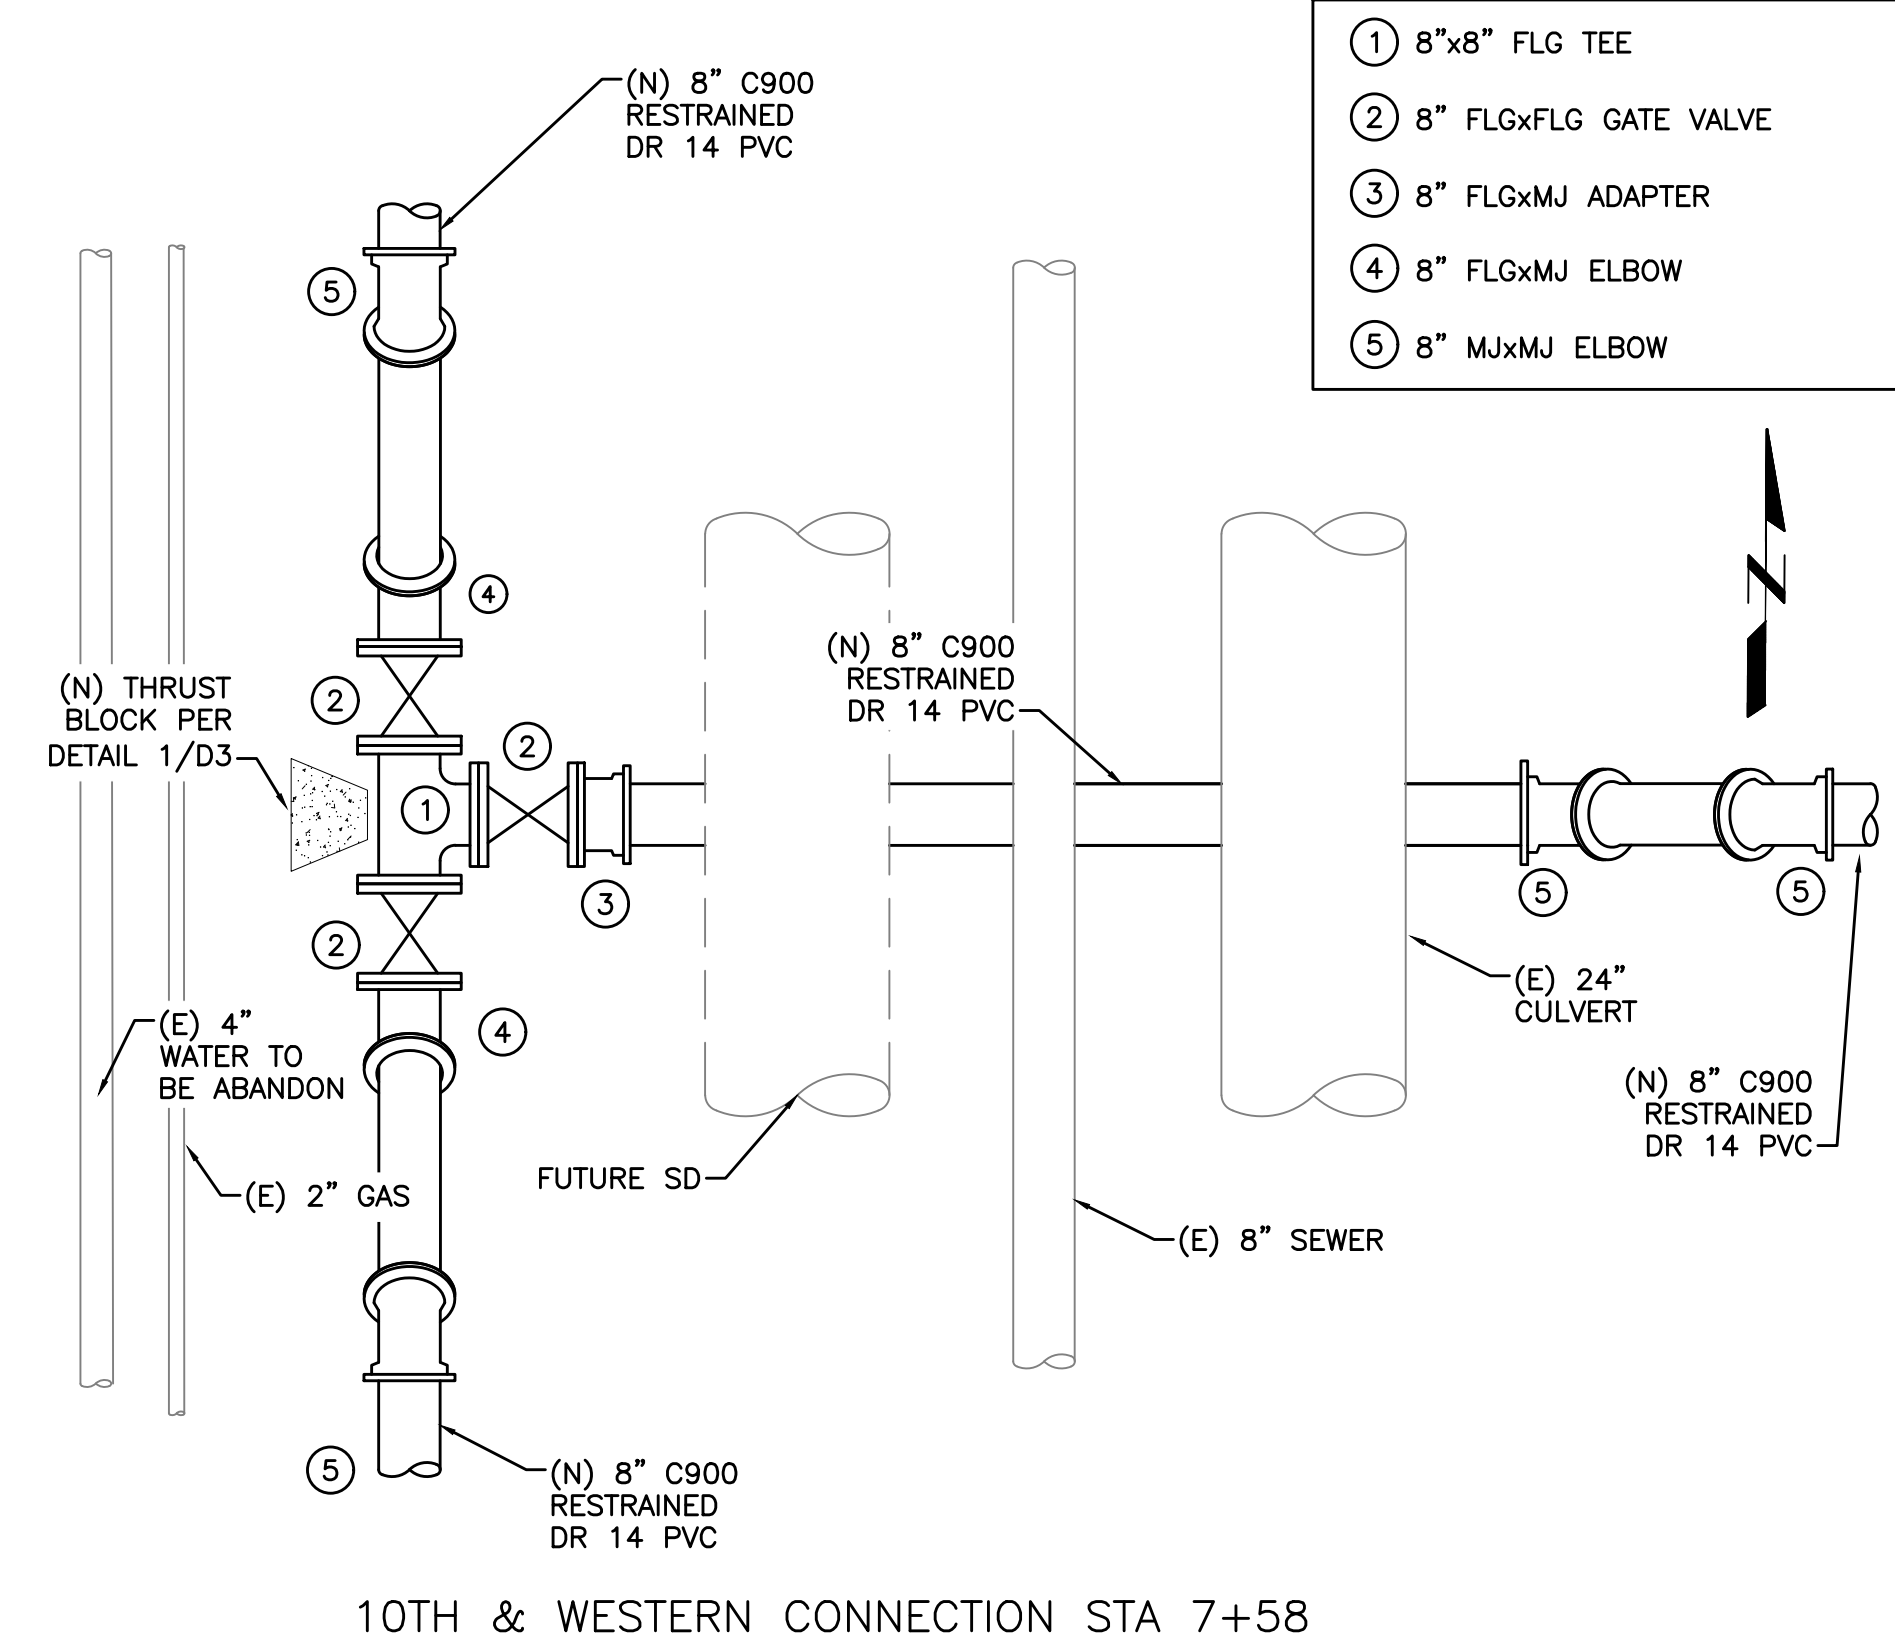 1 8"x8" FLG TEE
2 8" FLGxFLG GATE VALVE
3 8" FLGxMJ ADAPTER
4 8" FLGxMJ ELBOW
5 8" MJxMJ ELBOW
(N) 8" C900
RESTRAINED
DR 14 PVC
5
4
N
(N) 8" C900
RESTRAINED
DR 14 PVC
(N) THRUST
BLOCK PER
DETAIL 1/D3
2
2
1
3
5
5
2
4
(E) 24"
CULVERT
(E) 4"
WATER TO
BE ABANDON
(N) 8" C900
RESTRAINED
DR 14 PVC
FUTURE SD
(E) 2" GAS
(E) 8" SEWER
5
(N) 8" C900
RESTRAINED
DR 14 PVC
10TH & WESTERN CONNECTION STA 7+58